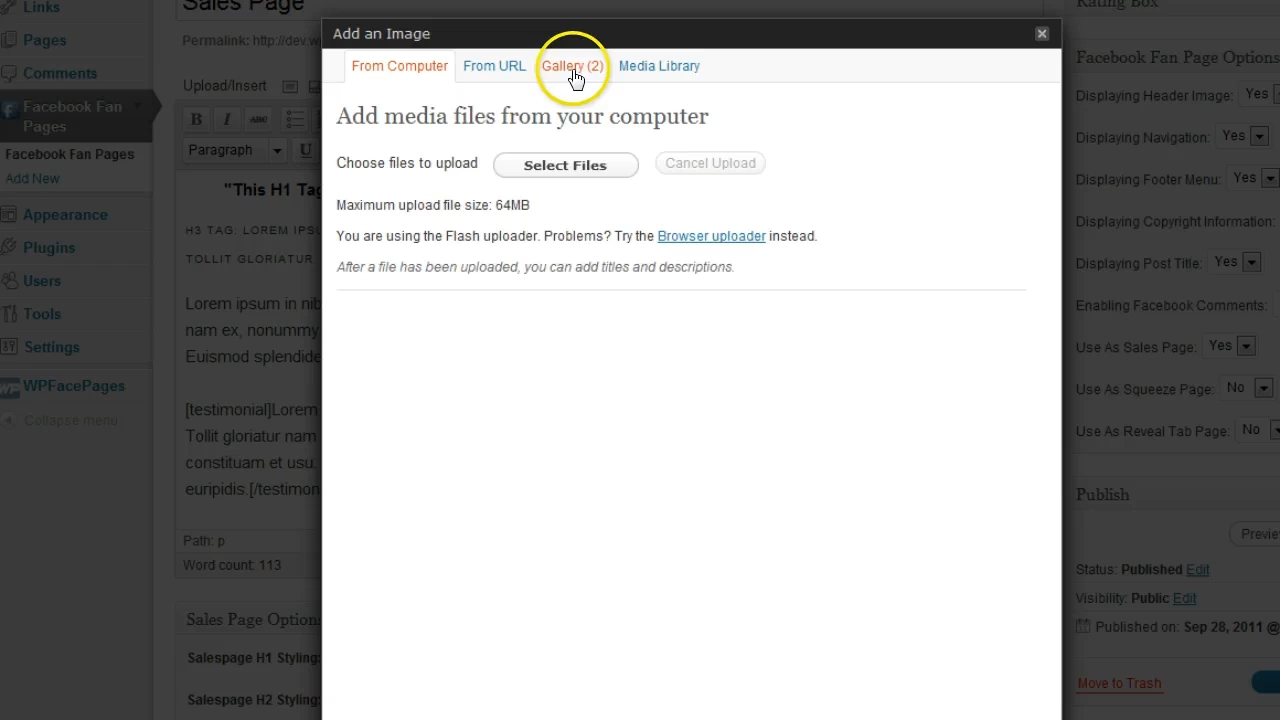 Links
Pages
Comments
Facebook Fan
Pages
Facebook Fan Pages
Add New
Appearance
Plugins
Users
Tools
Settings
WPFacePages
Collapse menu
Sales Page
Permalink: http://dev.w
Upload/Insert
B I ABC
Paragraph U
"This H1 Tag
H3 TAG: LOREM IPSU
TOLLIT GLORIATUR
Lorem ipsum in nib
nam ex, nonummy
Euismod splendide
[testimonial]Lorem
Tollit gloriatur nam
constituam et usu.
euripidis.[/testimon
Path: p
Word count: 113
Sales Page Options
Salespage H1 Styling:
Salespage H2 Styling:
Add an Image
From Computer From URL Gallery (2) Media Library
Add media files from your computer
Choose files to upload Select Files Cancel Upload
Maximum upload file size: 64MB
You are using the Flash uploader. Problems? Try the Browser uploader instead.
After a file has been uploaded, you can add titles and descriptions.
Rating Box
Facebook Fan Page Options
Displaying Header Image: Yes
Displaying Navigation: Yes
Displaying Footer Menu: Yes
Displaying Copyright Information:
Displaying Post Title: Yes
Enabling Facebook Comments:
Use As Sales Page: Yes
Use As Squeeze Page: No
Use As Reveal Tab Page: No
Publish
Preview
Status: Published Edit
Visibility: Public Edit
Published on: Sep 28, 2011 @
Move to Trash